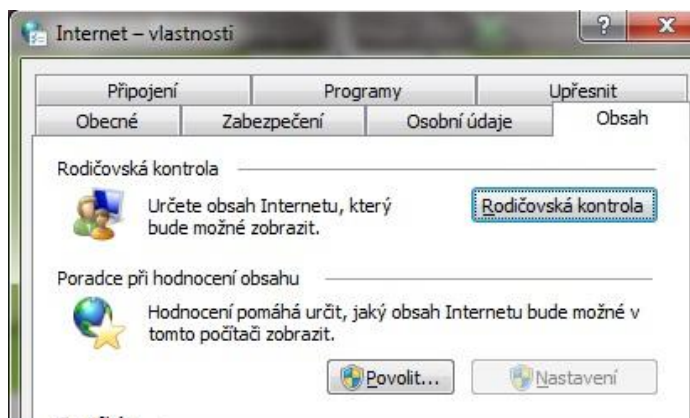 Internet – vlastnosti
Připojení Programy Upřesnit
Obecné Zabezpečení Osobní údaje Obsah
Rodičovská kontrola
Určete obsah Internetu, který
bude možné zobrazit.
Rodičovská kontrola
Poradce při hodnocení obsahu
Hodnocení pomáhá určit, jaký obsah Internetu bude možné v
tomto počítači zobrazit.
Povolit... Nastavení